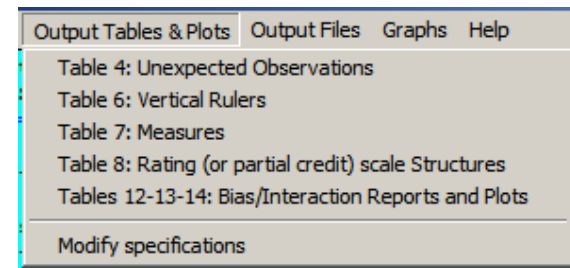 Output Tables & Plots Output Files Graphs Help
Table 4: Unexpected Observations
Table 6: Vertical Rulers
Table 7: Measures
Table 8: Rating (or partial credit) scale Structures
Tables 12-13-14: Bias/Interaction Reports and Plots
Modify specifications